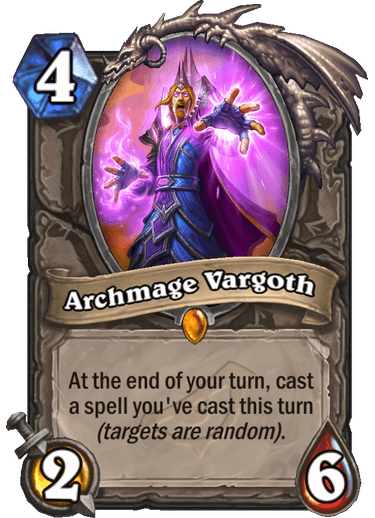 4
Archmage Vargoth
At the end of your turn, cast
a spell you've cast this turn
(targets are random).
2
6